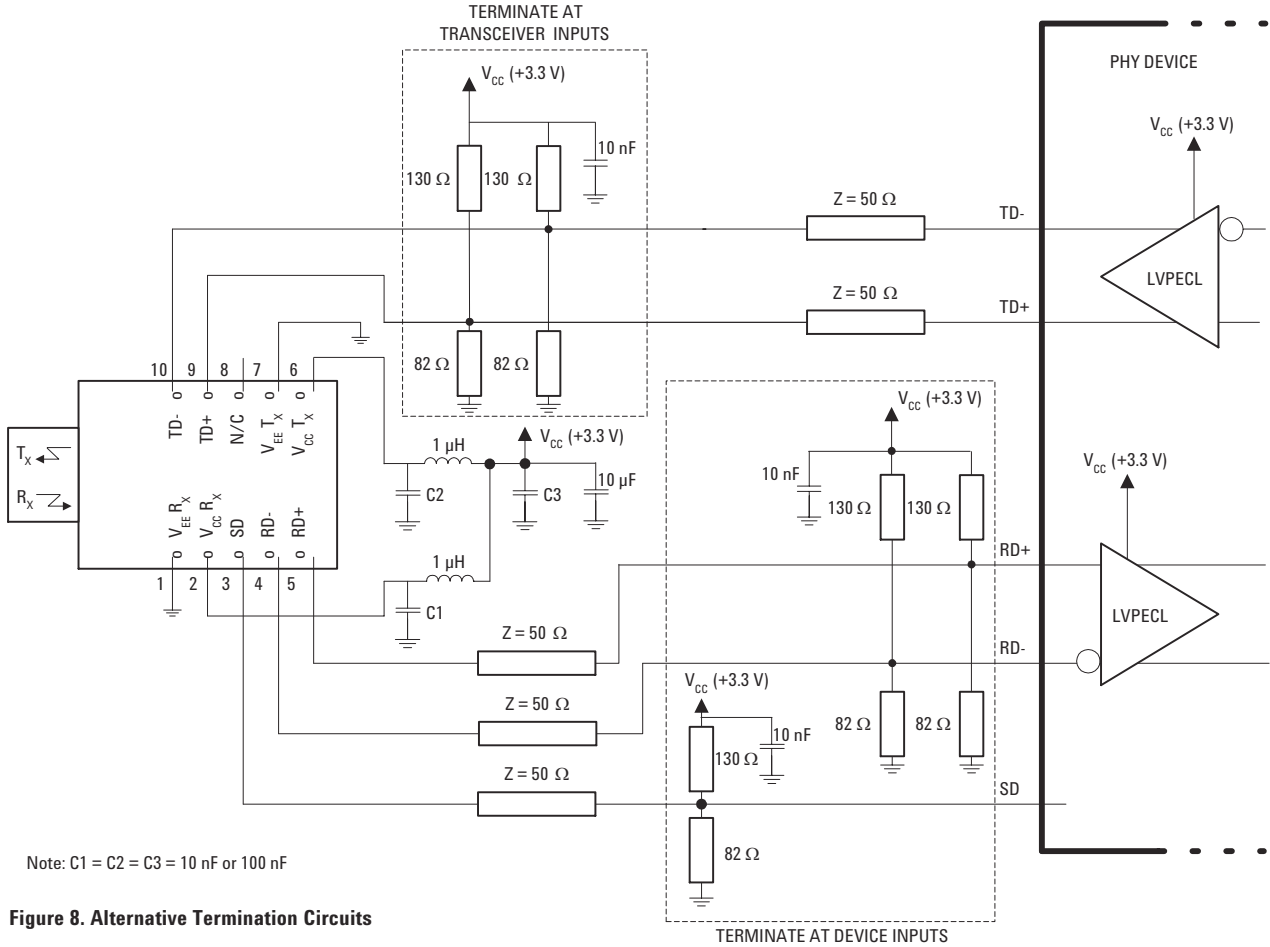 TERMINATE AT
TRANSCEIVER INPUTS
V_CC (+3.3 V)
10 nF
130 Ω
130 Ω
82 Ω
82 Ω
PHY DEVICE
V_CC (+3.3 V)
Z = 50 Ω
TD-
LVPECL
Z = 50 Ω
TD+
10
9
8
7
6
TD-
TD+
N/C
V_EE T_X
V_CC T_X
T_X
R_X
V_EE R_X
V_CC R_X
SD
RD-
RD+
1
2
3
4
5
1 µH
V_CC (+3.3 V)
C2
C3
10 µF
1 µH
C1
V_CC (+3.3 V)
10 nF
130 Ω
130 Ω
V_CC (+3.3 V)
RD+
LVPECL
RD-
82 Ω
82 Ω
Z = 50 Ω
Z = 50 Ω
Z = 50 Ω
V_CC (+3.3 V)
10 nF
130 Ω
SD
82 Ω
Note: C1 = C2 = C3 = 10 nF or 100 nF
Figure 8. Alternative Termination Circuits
TERMINATE AT DEVICE INPUTS